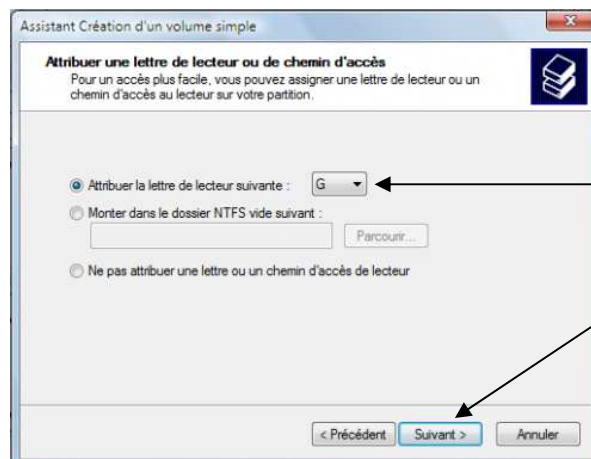 Assistant Création d'un volume simple
Attribuer une lettre de lecteur ou de chemin d'accès
Pour un accès plus facile, vous pouvez assigner une lettre de lecteur ou un
chemin d'accès au lecteur sur votre partition.
Attribuer la lettre de lecteur suivante : G
Monter dans le dossier NTFS vide suivant :
Parcourir...
Ne pas attribuer une lettre ou un chemin d'accès de lecteur
< Précédent Suivant > Annuler